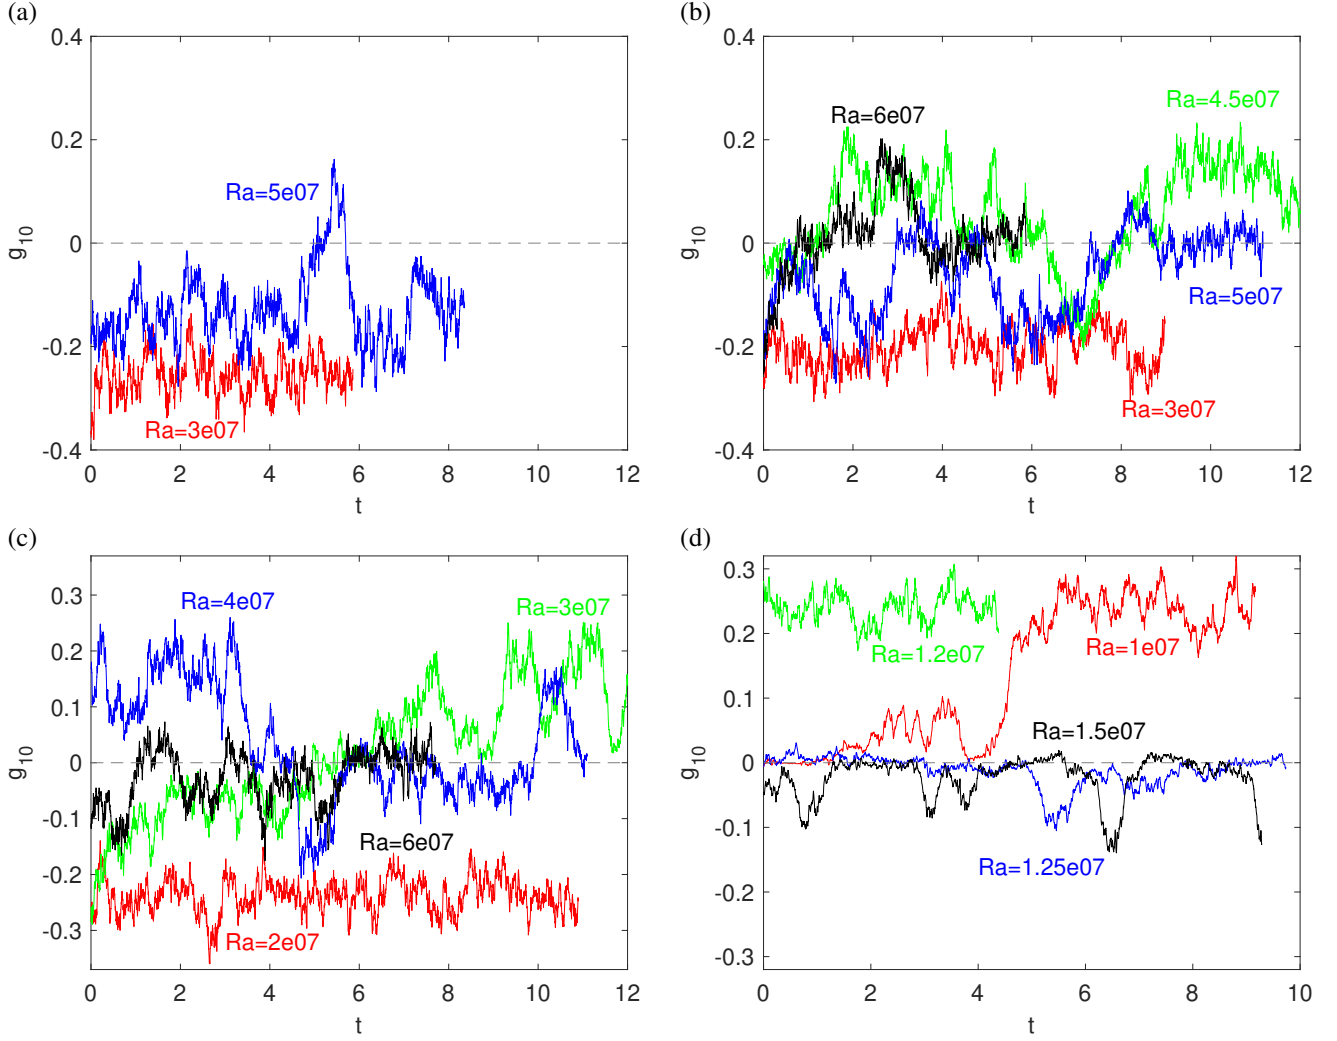 (a)
0.4
0.2
0
-0.2
-0.4
g10
Ra=5e07
Ra=3e07
0 2 4 6 8 10 12
t
(b)
0.4
0.2
0
-0.2
-0.4
g10
Ra=6e07
Ra=4.5e07
Ra=5e07
Ra=3e07
0 2 4 6 8 10 12
t
(c)
0.3
0.2
0.1
0
-0.1
-0.2
-0.3
g10
Ra=4e07
Ra=3e07
Ra=6e07
Ra=2e07
0 2 4 6 8 10 12
t
(d)
0.3
0.2
0.1
0
-0.1
-0.2
-0.3
g10
Ra=1.2e07
Ra=1e07
Ra=1.5e07
Ra=1.25e07
0 2 4 6 8 10
t